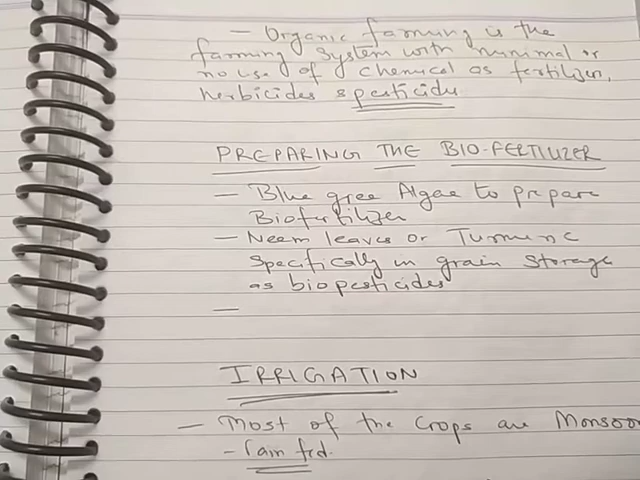 — Organic farming is the
farming system with minimal or
no use of chemical as fertilizer,
herbicides & pesticides
PREPARING THE BIO-FERTILIZER
— Blue gree Algae to prepare
Biofertilizer
— Neem leaves or Turmeric
specifically in grain storage
as biopesticides
—
IRRIGATION
— Most of the Crops are Monsoon
- rain fed.